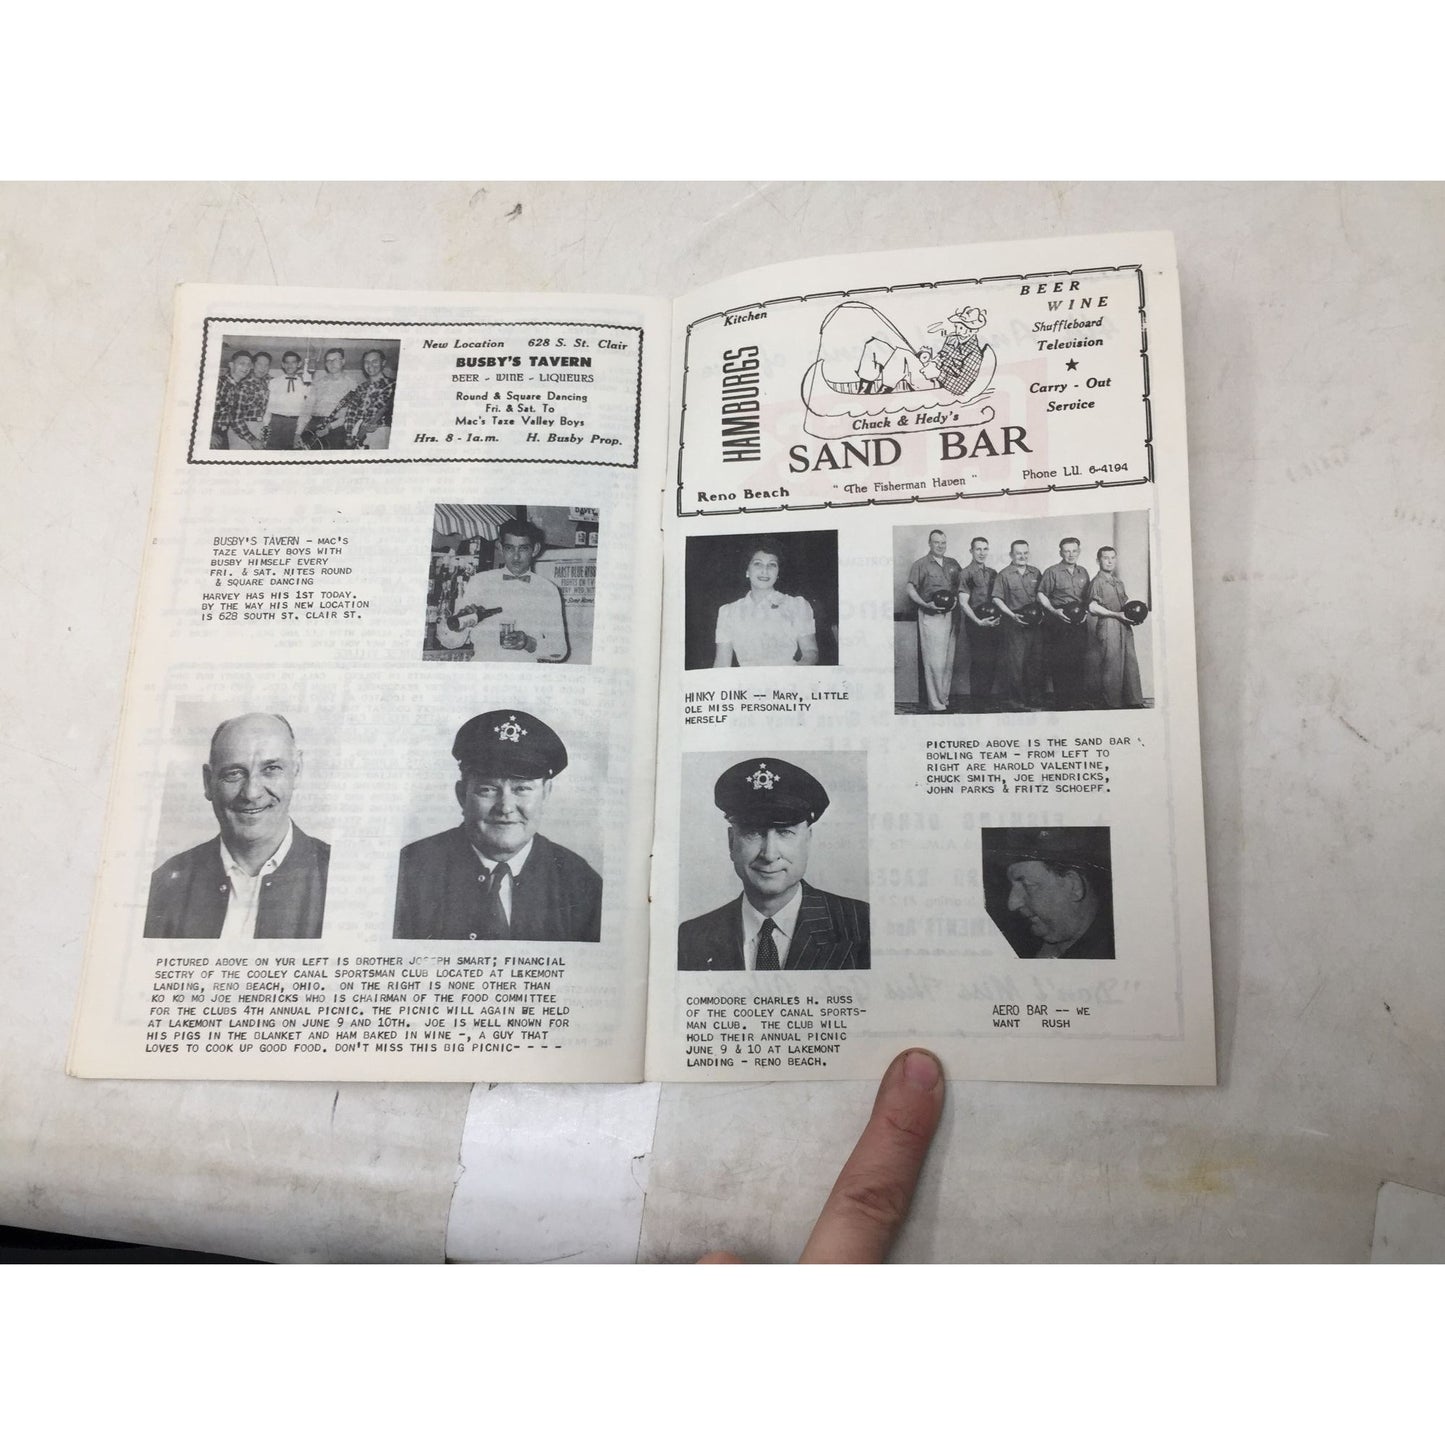 New Location 628 S. St. Clair
BUSBY'S TAVERN
BEER - WINE - LIQUEURS
Round & Square Dancing
Fri. & Sat. To
Mac's Taze Valley Boys
Hrs. 8 - 1a.m. H. Busby Prop.
BUSBY'S TAVERN - MAC'S
TAZE VALLEY BOYS WITH
BUSBY HIMSELF EVERY
FRI. & SAT. NITES ROUND
& SQUARE DANCING
HARVEY HAS HIS 1ST TODAY.
BY THE WAY HIS NEW LOCATION
IS 628 SOUTH ST. CLAIR ST.
PABST BLUE
FIGHTS ON TV
PICTURED ABOVE ON YUR LEFT IS BROTHER JOSEPH SMART; FINANCIAL
SECTRY OF THE COOLEY CANAL SPORTSMAN CLUB LOCATED AT LAKEMONT
LANDING, RENO BEACH, OHIO. ON THE RIGHT IS NONE OTHER THAN
KO KO MO JOE HENDRICKS WHO IS CHAIRMAN OF THE FOOD COMMITTEE
FOR THE CLUBS 4TH ANNUAL PICNIC. THE PICNIC WILL AGAIN BE HELD
AT LAKEMONT LANDING ON JUNE 9 AND 10TH. JOE IS WELL KNOWN FOR
HIS PIGS IN THE BLANKET AND HAM BAKED IN WINE -, A GUY THAT
LOVES TO COOK UP GOOD FOOD. DON'T MISS THIS BIG PICNIC- - - -
Kitchen
HAMBURGS
BEER
WINE
Shuffleboard
Television
★
Carry - Out
Service
Chuck & Hedy's
SAND BAR
Reno Beach " The Fisherman Haven " Phone LU. 6-4194
HINKY DINK -- MARY, LITTLE
OLE MISS PERSONALITY
HERSELF
PICTURED ABOVE IS THE SAND BAR
BOWLING TEAM - FROM LEFT TO
RIGHT ARE HAROLD VALENTINE,
CHUCK SMITH, JOE HENDRICKS,
JOHN PARKS & FRITZ SCHOEPF.
COMMODORE CHARLES H. RUSS
OF THE COOLEY CANAL SPORTS-
MAN CLUB. THE CLUB WILL
HOLD THEIR ANNUAL PICNIC
JUNE 9 & 10 AT LAKEMONT
LANDING - RENO BEACH.
AERO BAR -- WE
WANT RUSH